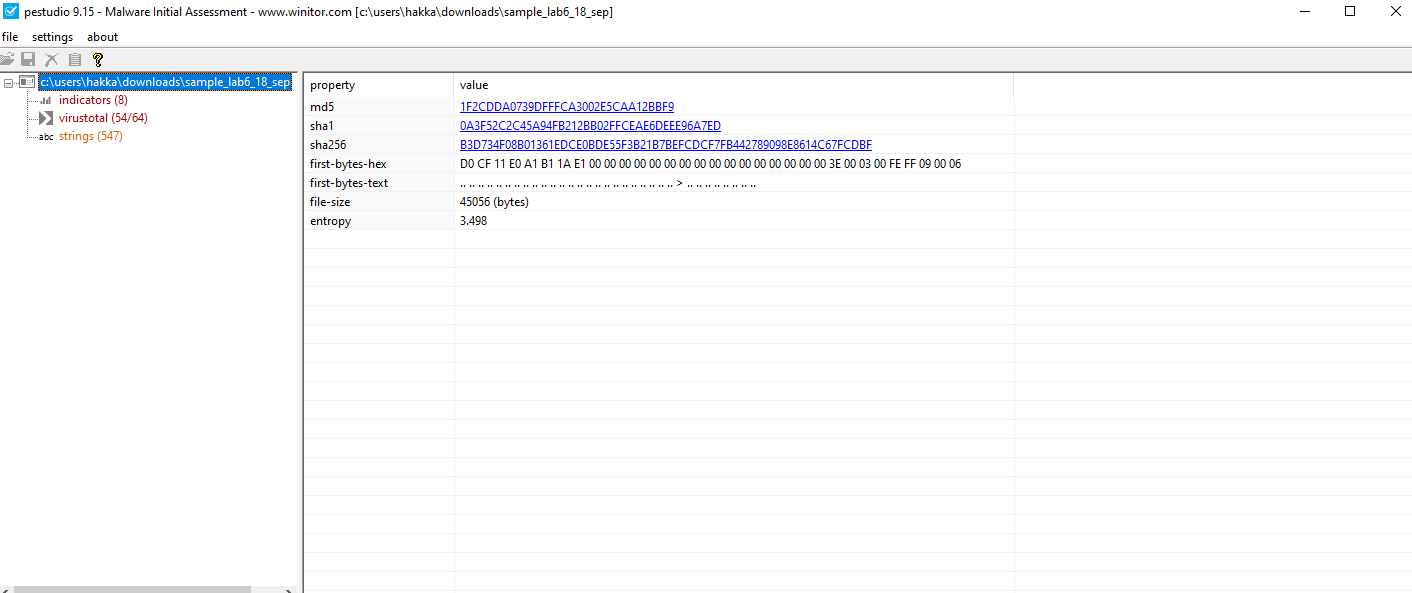 pestudio 9.15 - Malware Initial Assessment - www.winitor.com [c:\users\hakka\downloads\sample_lab6_18_sep]
file settings about
c:\users\hakka\downloads\sample_lab6_18_sep
indicators (8)
virustotal (54/64)
abc strings (547)
property value
md5 1F2CDDA0739DFFFCA3002E5CAA12BBF9
sha1 0A3F52C2C45A94FB212BB02FFCEAE6DEEE96A7ED
sha256 B3D734F08B01361EDCE0BDE55F3B21B7BEFCDCF7FB442789098E8614C67FCDBF
first-bytes-hex D0 CF 11 E0 A1 B1 1A E1 00 00 00 00 00 00 00 00 00 00 00 00 00 00 00 00 3E 00 03 00 FE FF 09 00 06
first-bytes-text .. .. .. .. .. .. .. .. .. .. .. .. .. .. .. .. .. .. .. .. .. .. .. .. > .. .. .. .. .. .. .. ..
file-size 45056 (bytes)
entropy 3.498